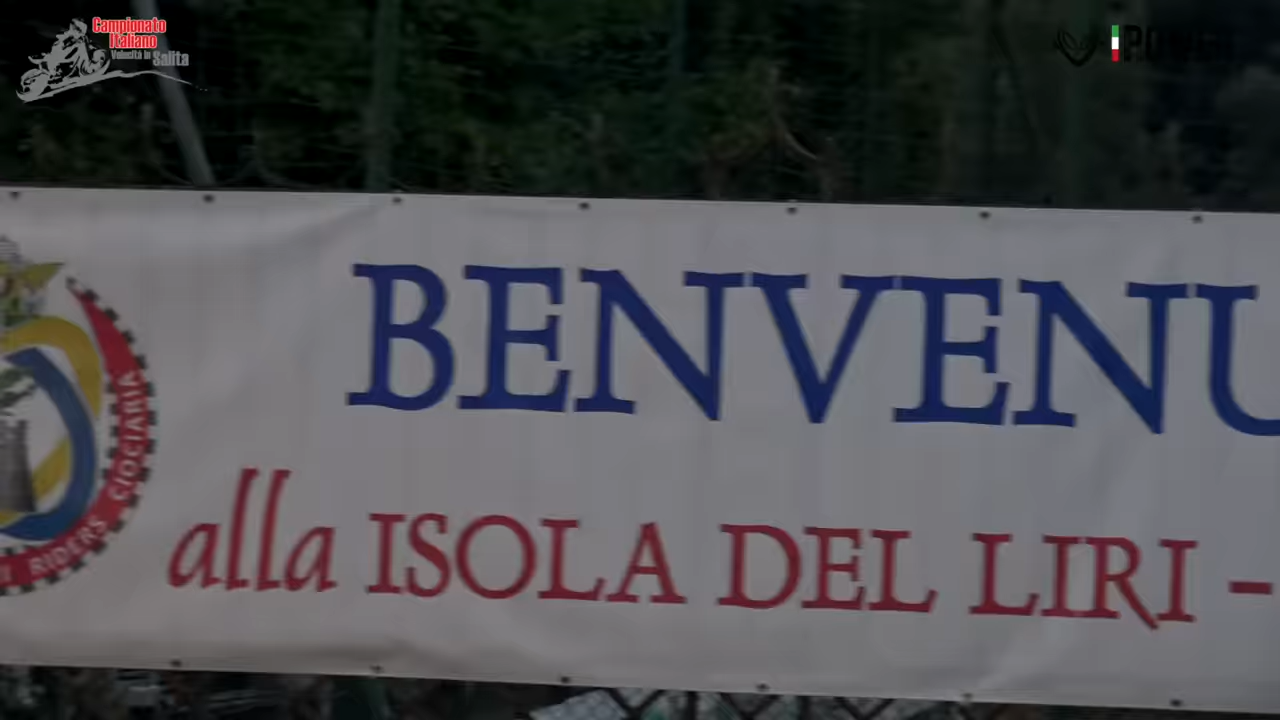 Campionato
Italiano
Velocità in Salita
BENVENU
alla ISOLA DEL LIRI -
RIDERS CIOCIARIA